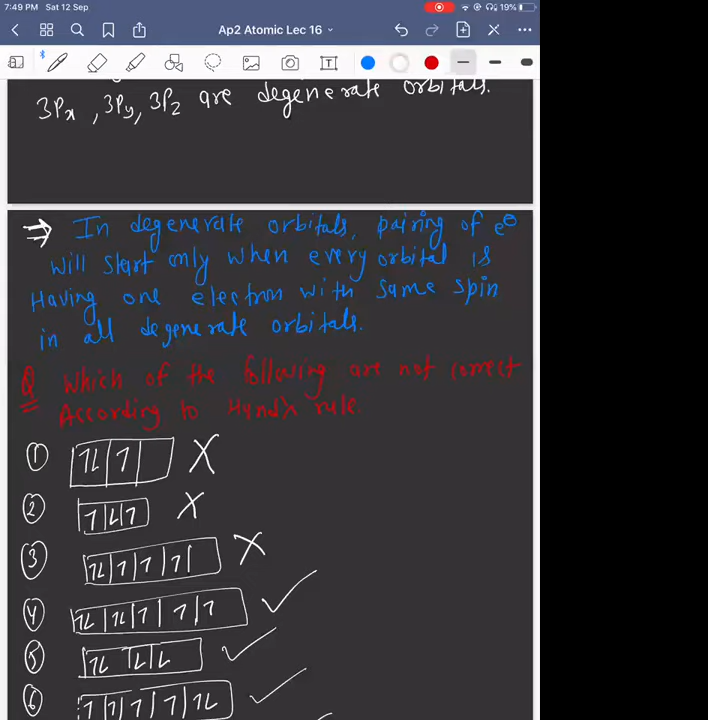 7:49 PM Sat 12 Sep
19%
Ap2 Atomic Lec 16
T
3Px, 3Py, 3Pz are degenerate orbitals.
⇒ In degenerate orbitals, pairing of e⊖
will start only when every orbital is
Having one electron with same spin
in all degenerate orbitals.
Q Which of the following are not correct
According to Hund's rule.
① ↿⇂ | ↿ | X
② ↿ | ⇂ | ↿ X
③ ↿⇂ | ↿ | ↿ | ↿ | X
④ ↿⇂ | ↿⇂ | ↿ | ↿ | ↿ ✓
⑤ ↿⇂ | ↿⇂ | ⇂ ✓
⑥ ↿ | ↿ | ↿ | ↿ | ↿⇂ ✓